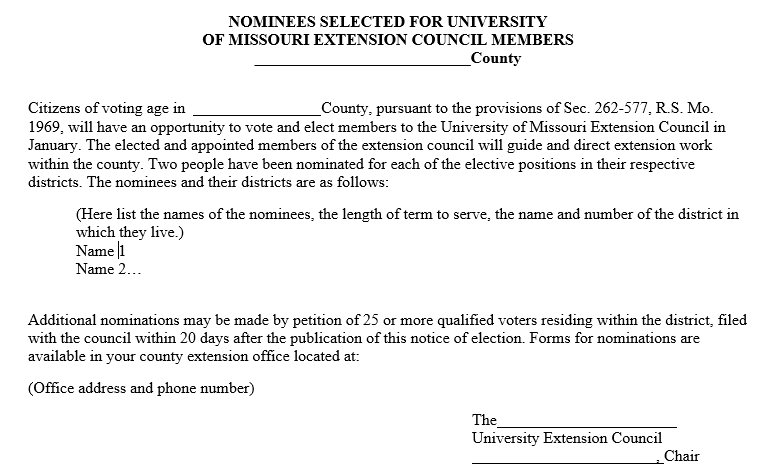 NOMINEES SELECTED FOR UNIVERSITY
OF MISSOURI EXTENSION COUNCIL MEMBERS
___________________________County
Citizens of voting age in ________________County, pursuant to the provisions of Sec. 262-577, R.S. Mo.
1969, will have an opportunity to vote and elect members to the University of Missouri Extension Council in
January. The elected and appointed members of the extension council will guide and direct extension work
within the county. Two people have been nominated for each of the elective positions in their respective
districts. The nominees and their districts are as follows:
(Here list the names of the nominees, the length of term to serve, the name and number of the district in
which they live.)
Name 1
Name 2…
Additional nominations may be made by petition of 25 or more qualified voters residing within the district, filed
with the council within 20 days after the publication of this notice of election. Forms for nominations are
available in your county extension office located at:
(Office address and phone number)
The_______________________
University Extension Council
________________________, Chair